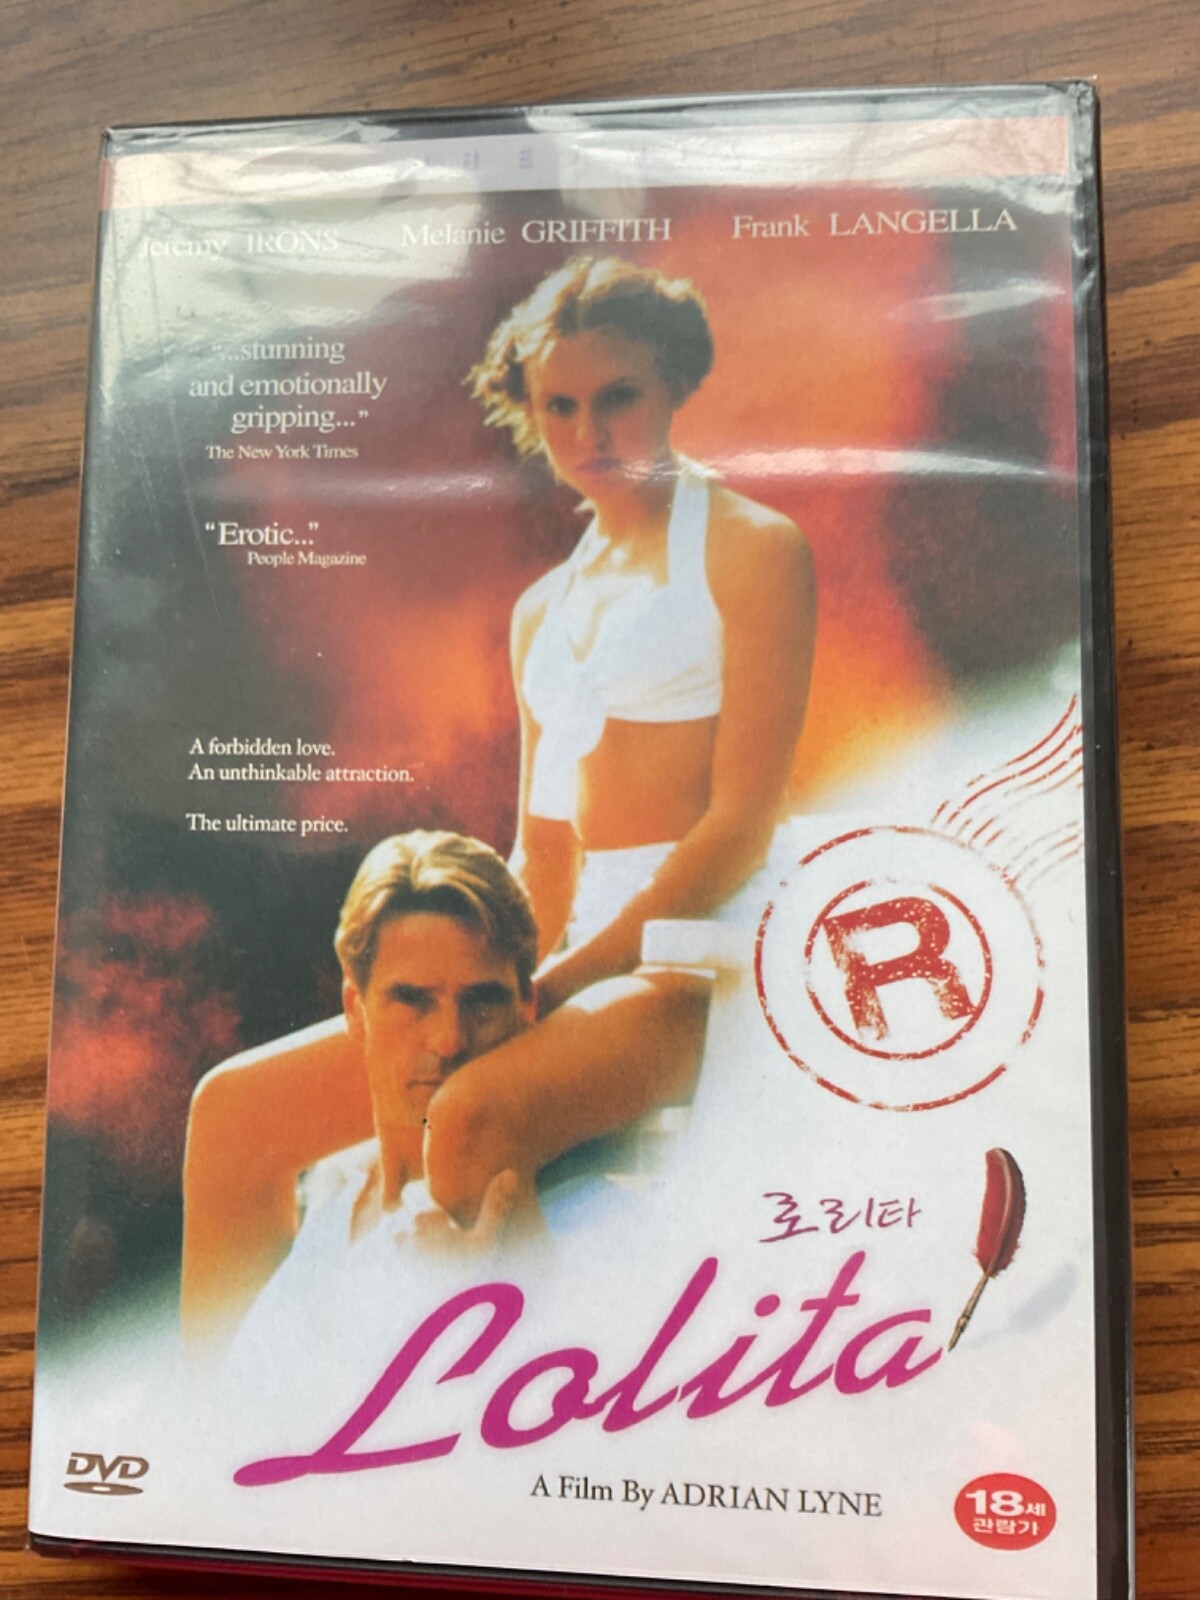 Jeremy IRONS Melanie GRIFFITH Frank LANGELLA
"...stunning
and emotionally
gripping..."
The New York Times
"Erotic..."
People Magazine
A forbidden love.
An unthinkable attraction.
The ultimate price.
R
로리타
Lolita
DVD
A Film By ADRIAN LYNE
18세
관람가